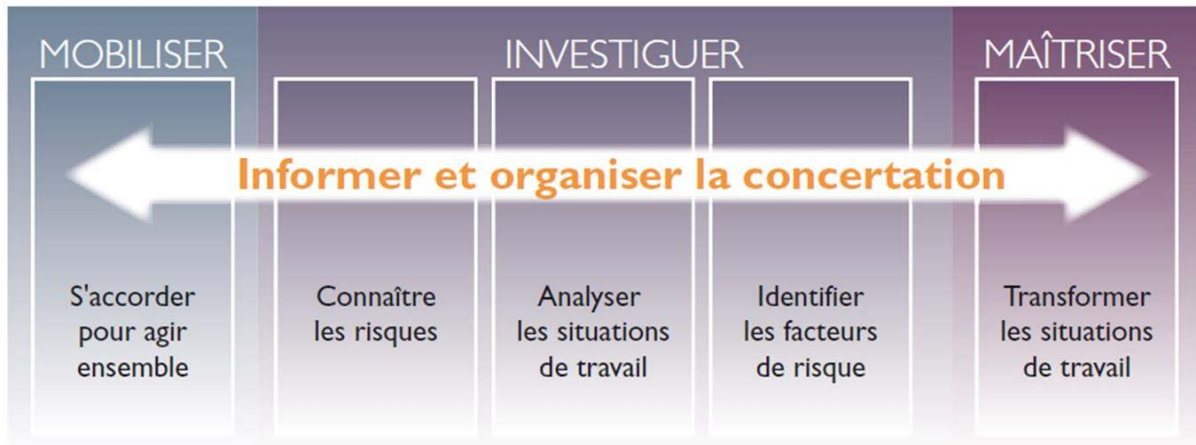 MOBILISER
INVESTIGUER
MAÎTRISER
Informer et organiser la concertation
S'accorder
pour agir
ensemble
Connaître
les risques
Analyser
les situations
de travail
Identifier
les facteurs
de risque
Transformer
les situations
de travail